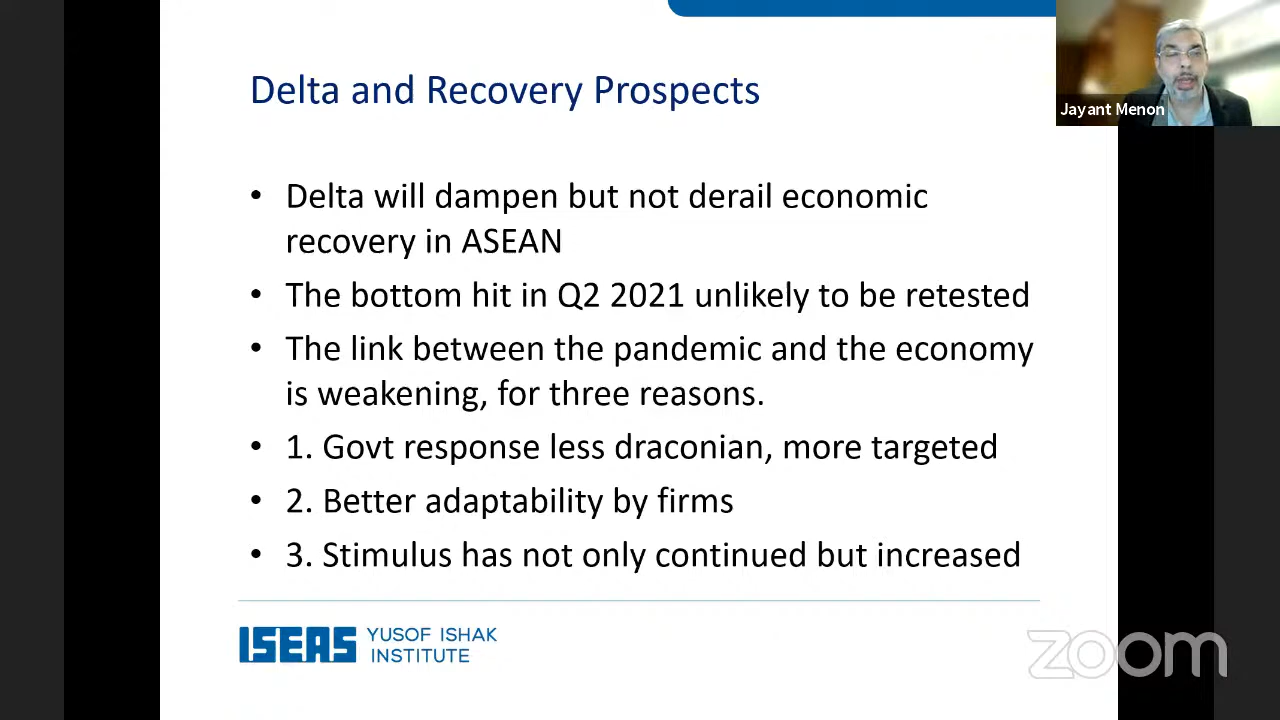 Delta and Recovery Prospects
Jayant Menon
• Delta will dampen but not derail economic
recovery in ASEAN
• The bottom hit in Q2 2021 unlikely to be retested
• The link between the pandemic and the economy
is weakening, for three reasons.
• 1. Govt response less draconian, more targeted
• 2. Better adaptability by firms
• 3. Stimulus has not only continued but increased
ISEAS YUSOF ISHAK
INSTITUTE
zoom